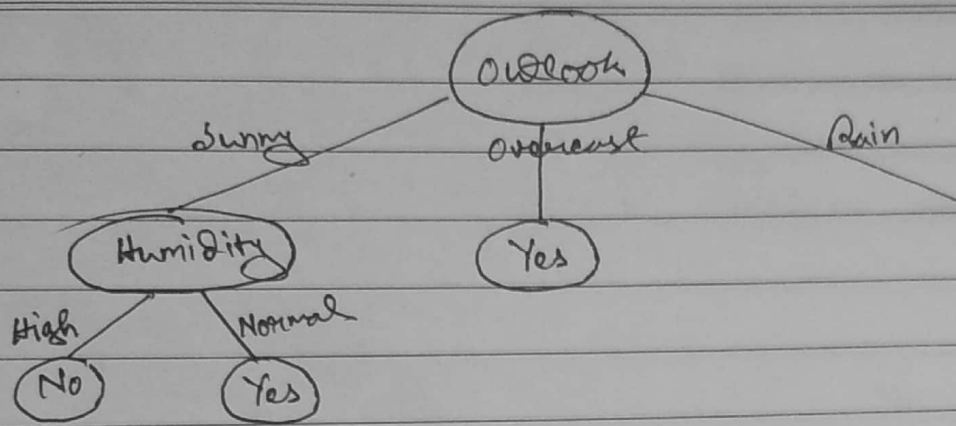 Outlook
Sunny Overcast Rain
Humidity Yes
High Normal
No Yes